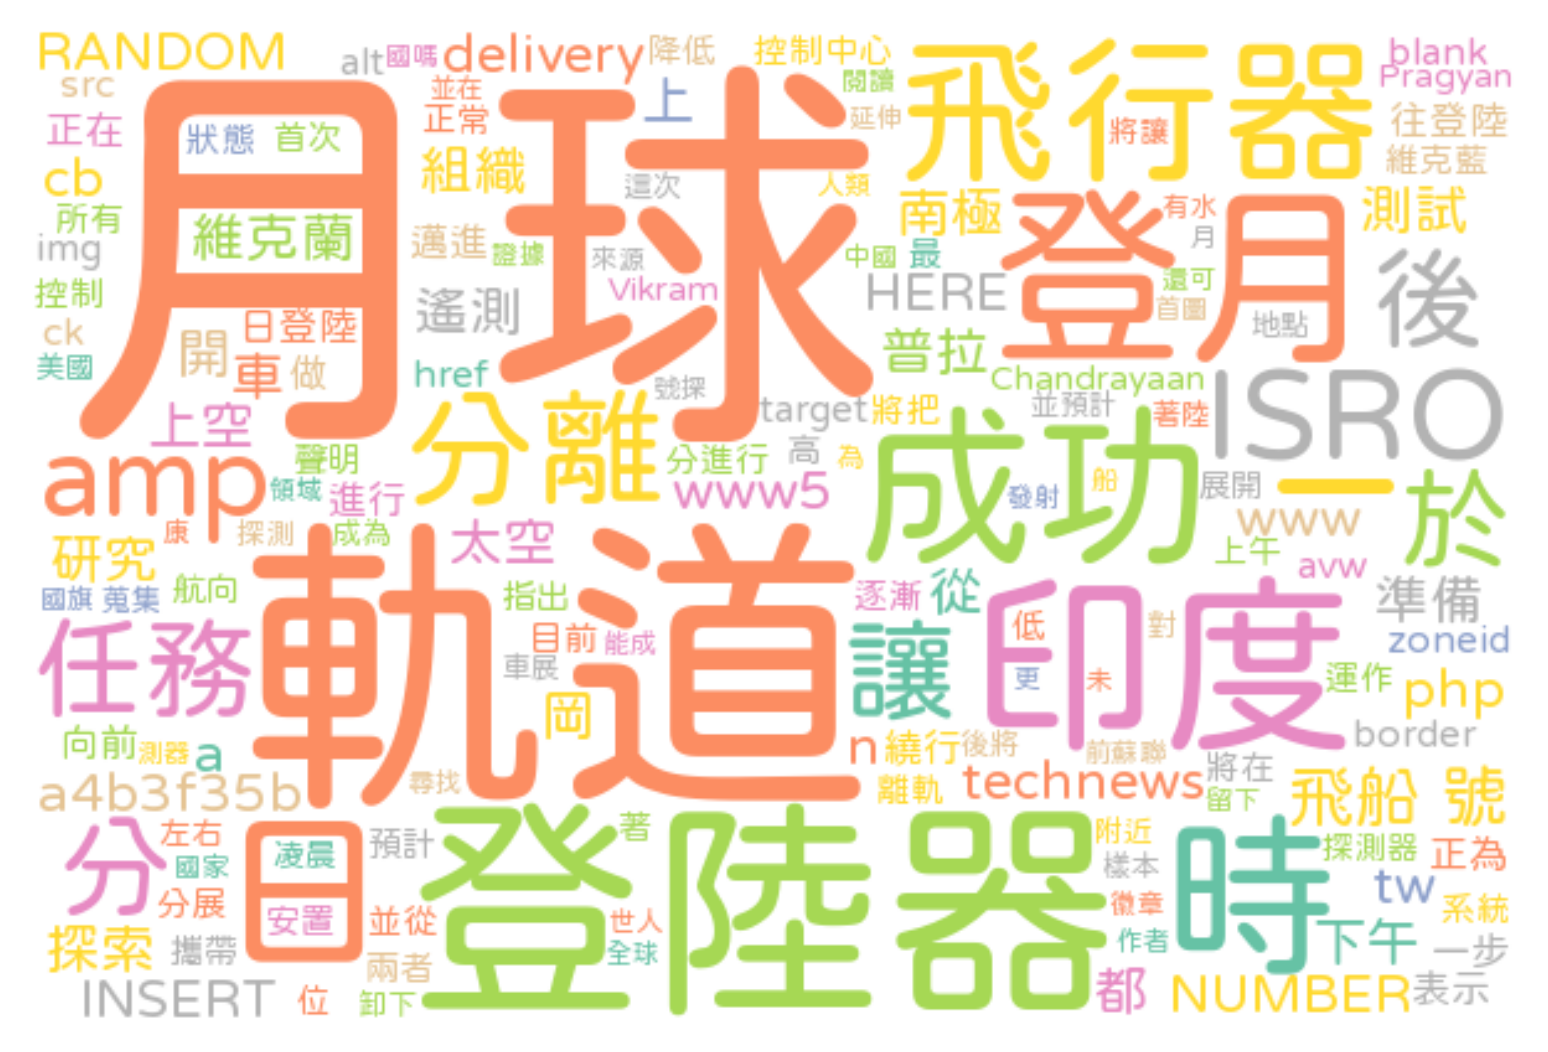 RANDOM
alt
國嗎
delivery
降低
控制中心
飛行器
blank
Pragyan
src
並在
上
閱讀
正在
狀態
首次
正常
延伸
將讓
往登陸
月球
cb
組織
這次
人類
維克藍
所有
維克蘭
南極
登月
有水
測試
img
邁進
證據
來源
中國
最
月
後
控制
Vikram
HERE
還可
ck
開
日登陸
遙測
首圖
地點
美國
車
做
href
號探
普拉
Chandrayaan
ISRO
上空
分離
target
將把
並預計
著陸
amp
聲明
分進行
高
為
成功
領域
進行
www5
發射
船
展開
一
於
康
探測
成為
太空
www
研究
上午
avw
國旗
蒐集
航向
軌道
指出
逐漸
從
印度
準備
任務
目前
能成
讓
低
對
zoneid
車展
更
未
運作
php
岡
向前
測器
a
n
繞行
後將
前蘇聯
border
a4b3f35b
尋找
離軌
technews
將在
留下
飛船
號
分
左右
日
凌晨
預計
登陸器
著
附近
時
探測器
正為
國家
樣本
tw
分展
安置
並從
世人
徽章
系統
探索
攜帶
兩者
全球
作者
下午
一步
INSERT
位
卸下
都
NUMBER
表示